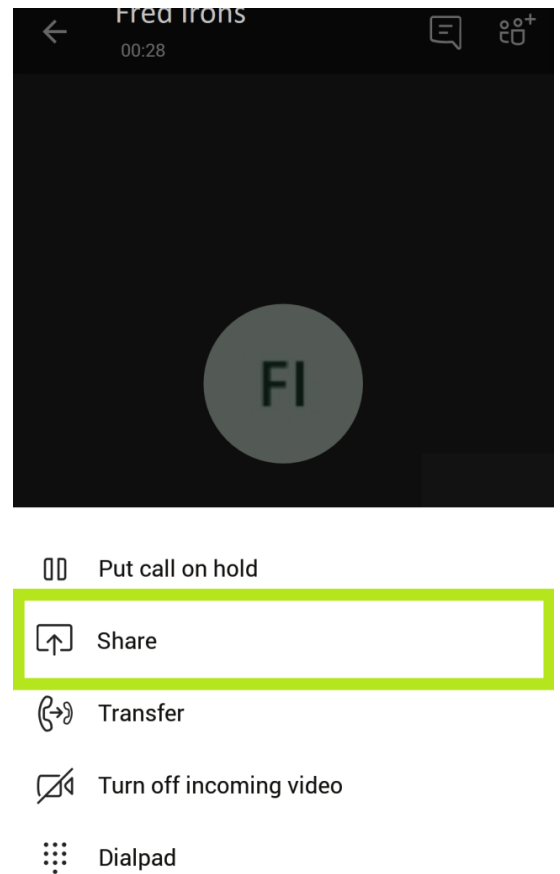 Fred Irons
00:28
FI
Put call on hold
Share
Transfer
Turn off incoming video
Dialpad